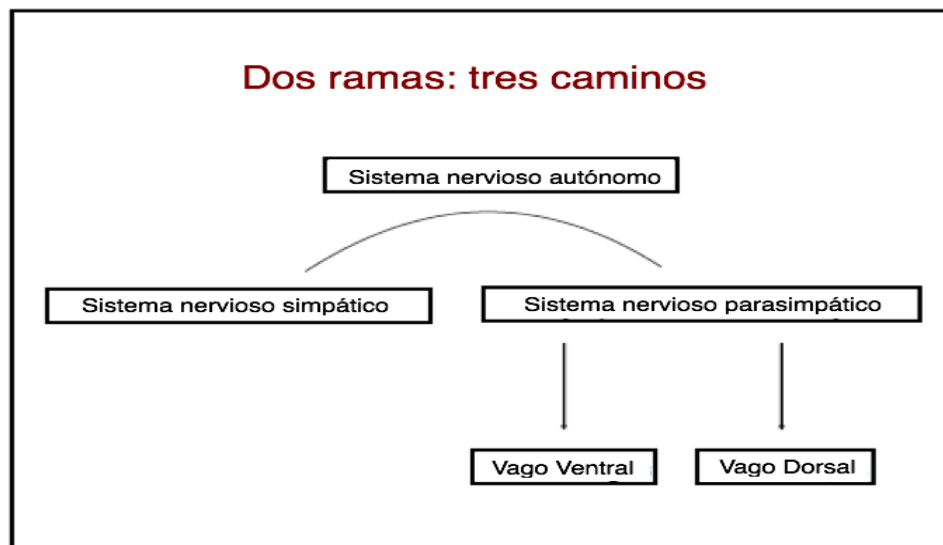 Dos ramas: tres caminos
Sistema nervioso autónomo
Sistema nervioso simpático
Sistema nervioso parasimpático
Vago Ventral
Vago Dorsal